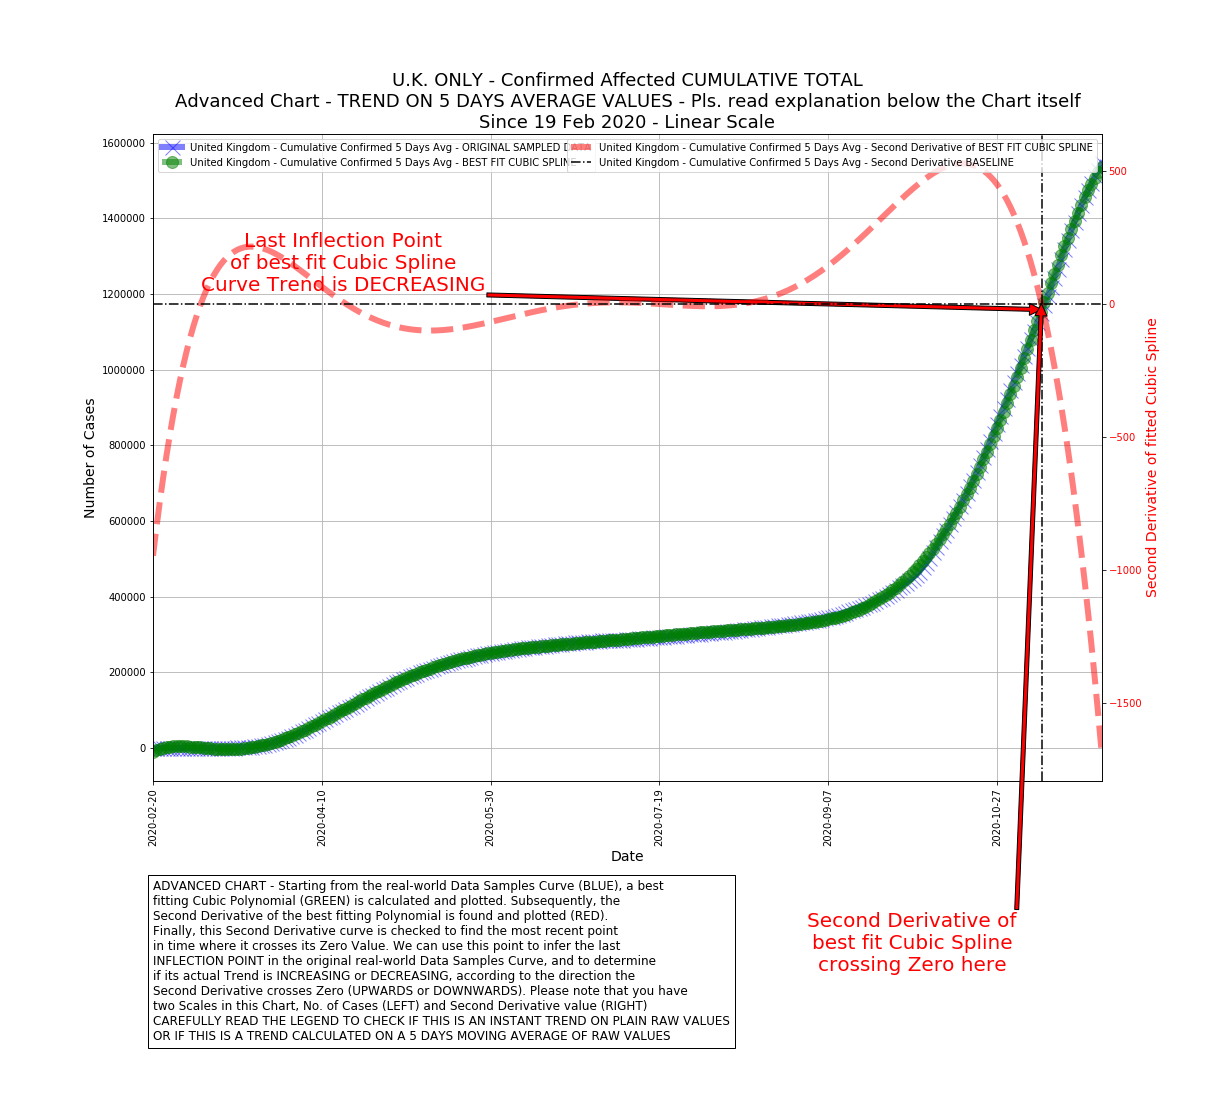 U.K. ONLY - Confirmed Affected CUMULATIVE TOTAL
Advanced Chart - TREND ON 5 DAYS AVERAGE VALUES - Pls. read explanation below the Chart itself
Since 19 Feb 2020 - Linear Scale
United Kingdom - Cumulative Confirmed 5 Days Avg - ORIGINAL SAMPLED DATA
United Kingdom - Cumulative Confirmed 5 Days Avg - BEST FIT CUBIC SPLINE
United Kingdom - Cumulative Confirmed 5 Days Avg - Second Derivative of BEST FIT CUBIC SPLINE
United Kingdom - Cumulative Confirmed 5 Days Avg - Second Derivative BASELINE
1600000
1400000
1200000
1000000
800000
600000
400000
200000
0
Number of Cases
Last Inflection Point
of best fit Cubic Spline
Curve Trend is DECREASING
500
0
−500
−1000
−1500
Second Derivative of fitted Cubic Spline
2020-02-20
2020-04-10
2020-05-30
2020-07-19
2020-09-07
2020-10-27
Date
ADVANCED CHART - Starting from the real-world Data Samples Curve (BLUE), a best
fitting Cubic Polynomial (GREEN) is calculated and plotted. Subsequently, the
Second Derivative of the best fitting Polynomial is found and plotted (RED).
Finally, this Second Derivative curve is checked to find the most recent point
in time where it crosses its Zero Value. We can use this point to infer the last
INFLECTION POINT in the original real-world Data Samples Curve, and to determine
if its actual Trend is INCREASING or DECREASING, according to the direction the
Second Derivative crosses Zero (UPWARDS or DOWNWARDS). Please note that you have
two Scales in this Chart, No. of Cases (LEFT) and Second Derivative value (RIGHT)
CAREFULLY READ THE LEGEND TO CHECK IF THIS IS AN INSTANT TREND ON PLAIN RAW VALUES
OR IF THIS IS A TREND CALCULATED ON A 5 DAYS MOVING AVERAGE OF RAW VALUES
Second Derivative of
best fit Cubic Spline
crossing Zero here